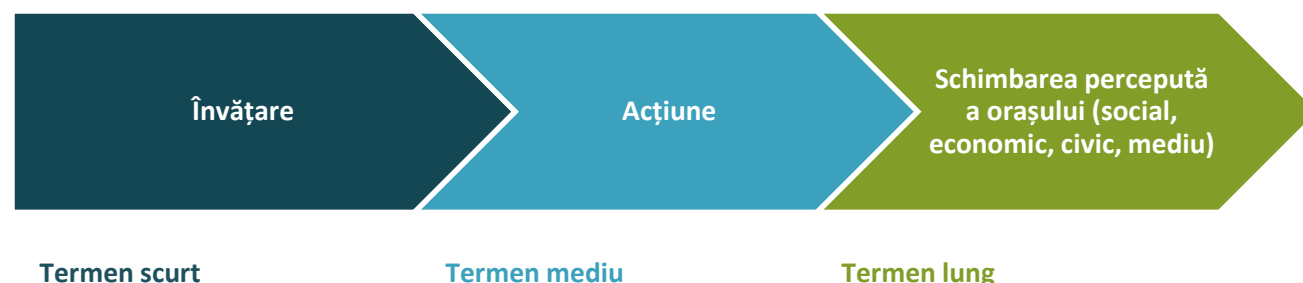 Învățare
Acțiune
Schimbarea percepută
a orașului (social,
economic, civic, mediu)
Termen scurt
Termen mediu
Termen lung